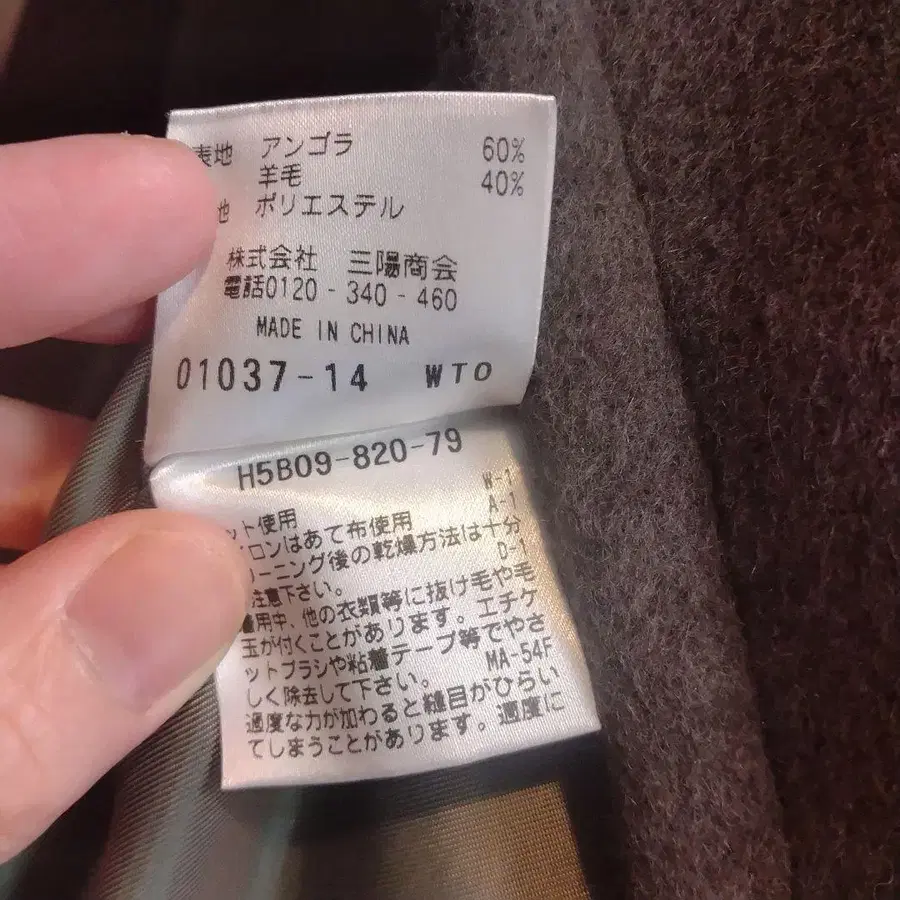 表地 アンゴラ 60%
羊毛 40%
地 ポリエステル
株式会社 三陽商会
電話0120-340-460
MADE IN CHINA
01037-14 WTO
H5B09-820-79
W-1
ット使用
A-1
ロンはあて布使用
ーニング後の乾燥方法は十分
D-1
注意下さい。
着用中、他の衣類等に抜け毛や毛
玉が付くことがあります。エチケ
ットブラシや粘着テープ等でやさ
しく除去して下さい。 MA-54F
過度な力が加わると縫目がひらい
てしまうことがあります。過度に